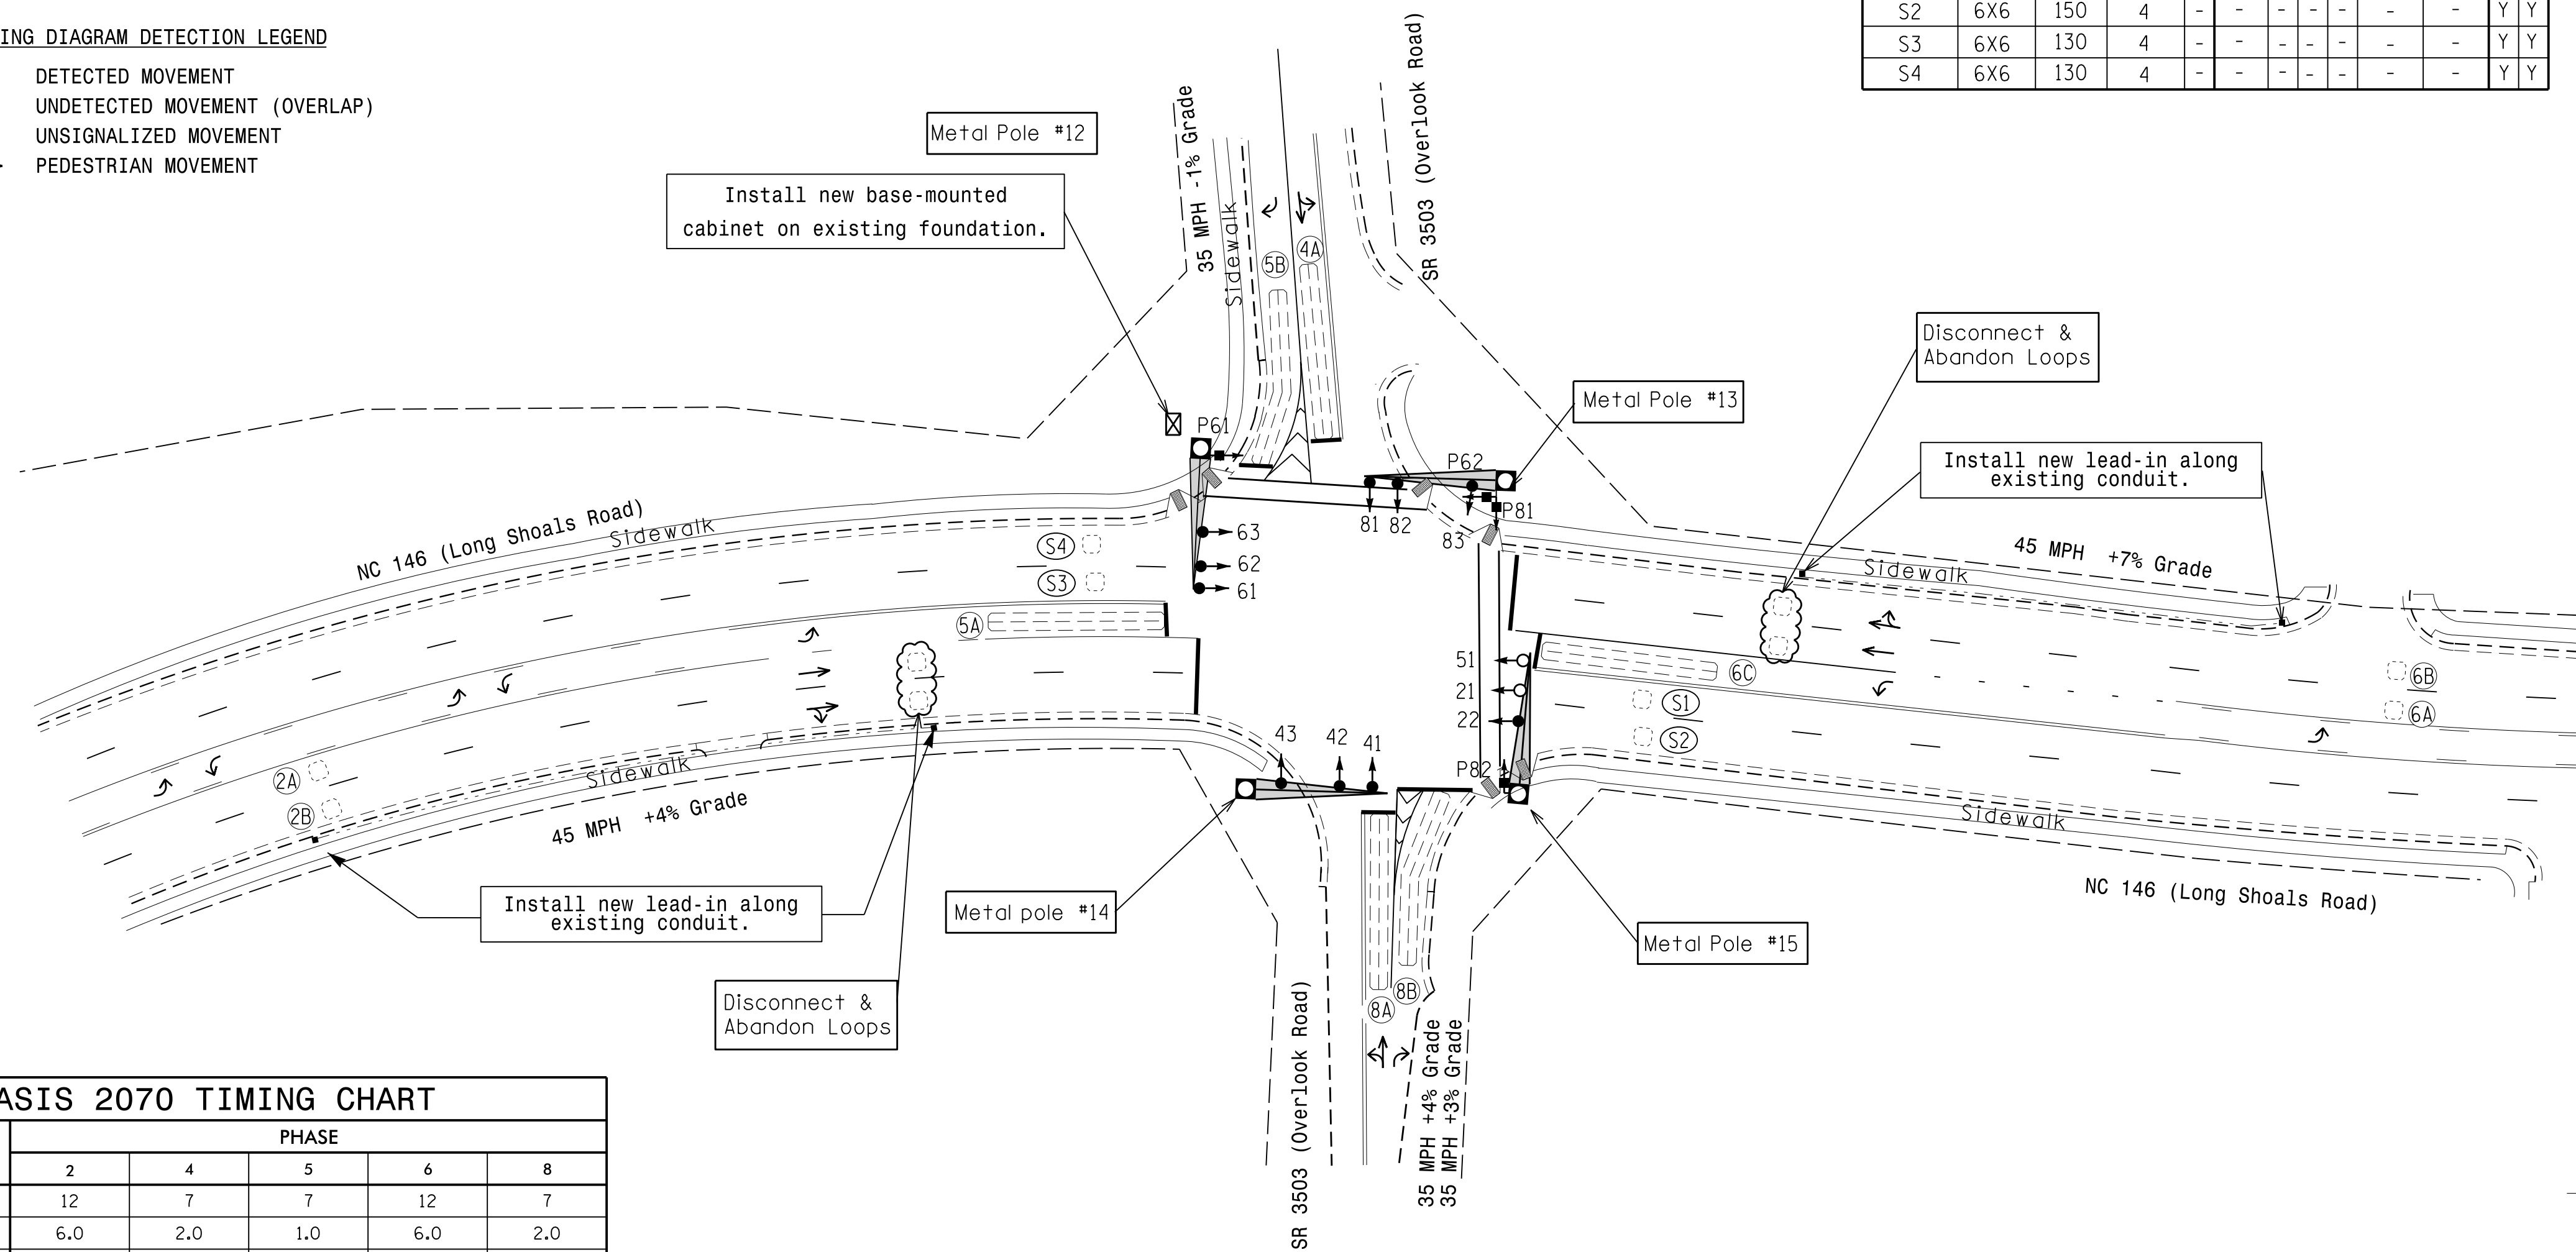 ING DIAGRAM DETECTION LEGEND
DETECTED MOVEMENT
UNDETECTED MOVEMENT (OVERLAP)
UNSIGNALIZED MOVEMENT
PEDESTRIAN MOVEMENT
S2 6X6 150 4 - - - - - - - Y Y
S3 6X6 130 4 - - - - - - - Y Y
S4 6X6 130 4 - - - - - - - Y Y
Metal Pole #12
Install new base-mounted
cabinet on existing foundation.
35 MPH -1% Grade
Sidewalk
SR 3503 (Overlook Road)
5B
4A
Disconnect &
Abandon Loops
Metal Pole #13
Install new lead-in along
existing conduit.
P61
P62
P81
81 82
83
63
62
61
S4
S3
NC 146 (Long Shoals Road)
Sidewalk
45 MPH +7% Grade
Sidewalk
5A
51
21
22
6C
S1
S2
6B
6A
43 42 41
P82
2A
2B
Sidewalk
45 MPH +4% Grade
Sidewalk
NC 146 (Long Shoals Road)
Install new lead-in along
existing conduit.
Metal pole #14
Metal Pole #15
Disconnect &
Abandon Loops
8B
8A
SR 3503 (Overlook Road)
35 MPH +4% Grade
35 MPH +3% Grade
ASIS 2070 TIMING CHART
PHASE
2 4 5 6 8
12 7 7 12 7
6.0 2.0 1.0 6.0 2.0